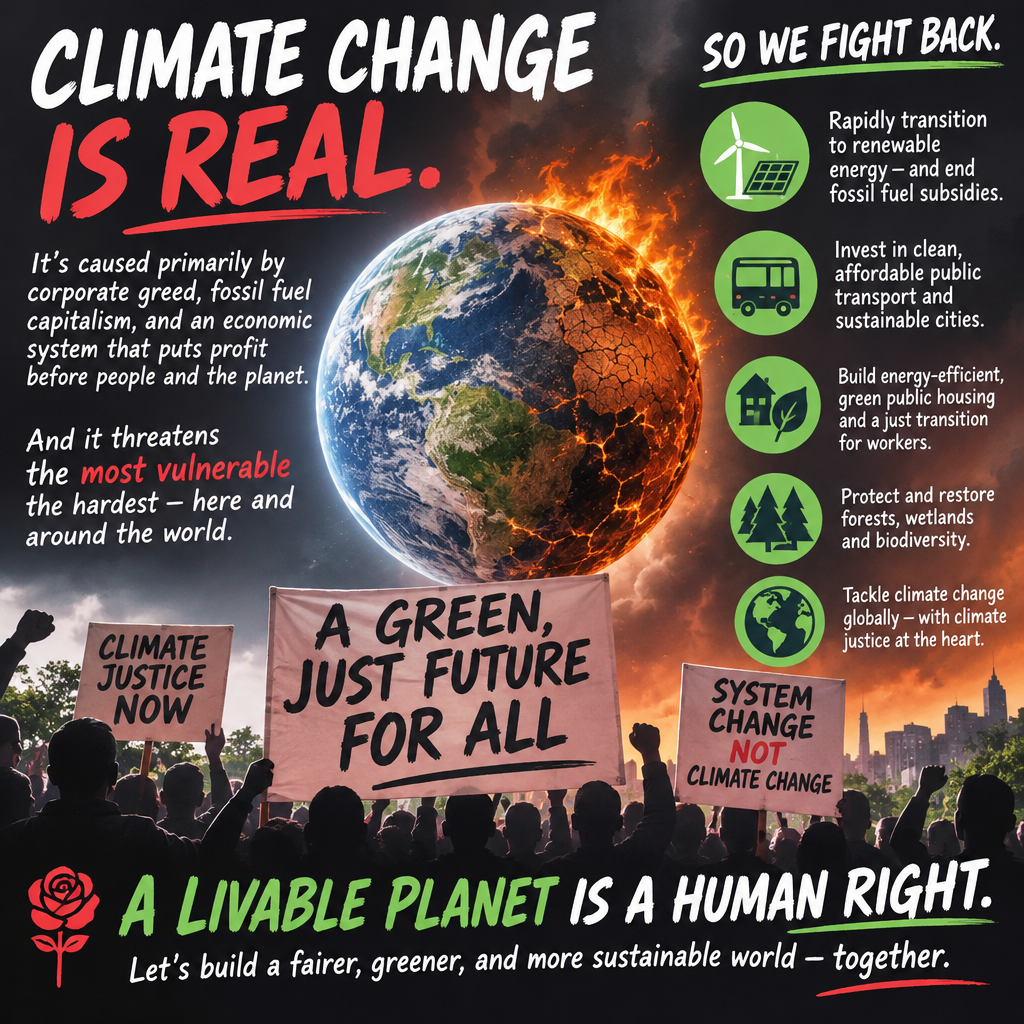 CLIMATE CHANGE
IS REAL.
It's caused primarily by
corporate greed, fossil fuel
capitalism, and an economic
system that puts profit
before people and the planet.
And it threatens
the most vulnerable
the hardest – here and
around the world.
SO WE FIGHT BACK.
Rapidly transition
to renewable
energy – and end
fossil fuel subsidies.
Invest in clean,
affordable public
transport and
sustainable cities.
Build energy-efficient,
green public housing
and a just transition
for workers.
Protect and restore
forests, wetlands
and biodiversity.
Tackle climate change
globally – with climate
justice at the heart.
CLIMATE
JUSTICE
NOW
A GREEN,
JUST FUTURE
FOR ALL
SYSTEM
CHANGE
NOT
CLIMATE CHANGE
A LIVABLE PLANET IS A HUMAN RIGHT.
Let's build a fairer, greener, and more sustainable world – together.